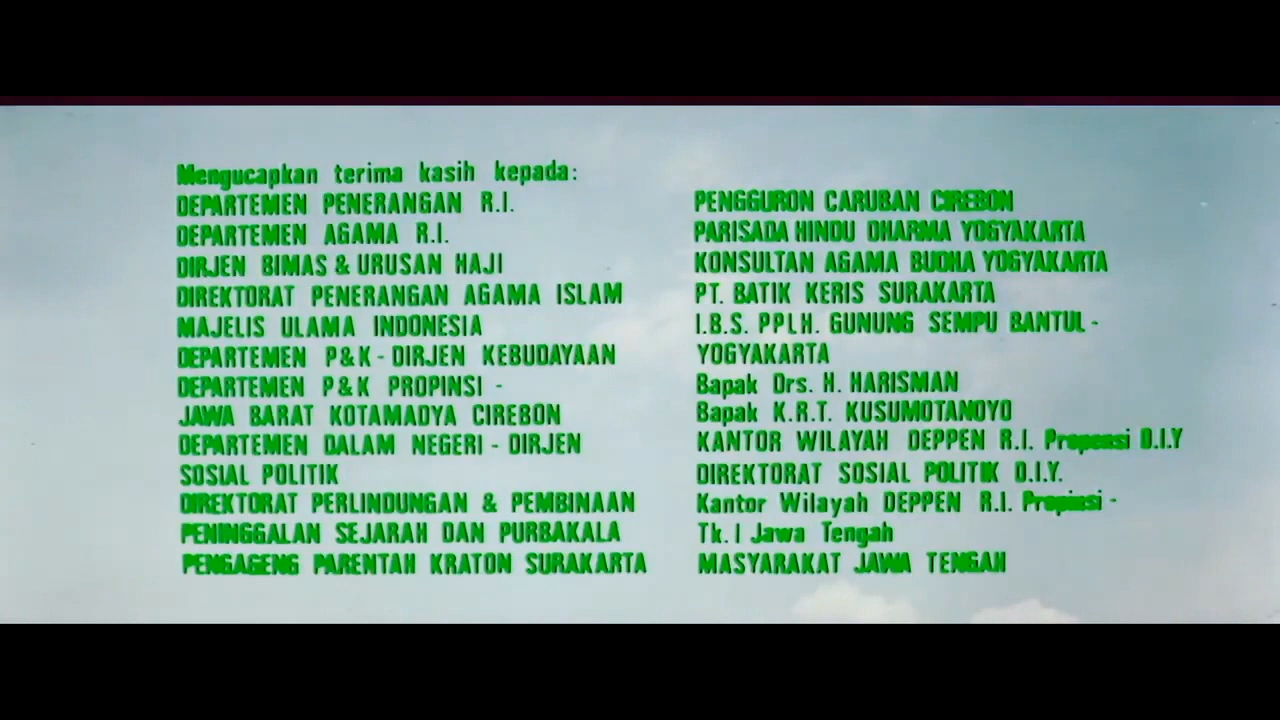 Mengucapkan terima kasih kepada:
DEPARTEMEN PENERANGAN R.I.
DEPARTEMEN AGAMA R.I.
DIRJEN BIMAS & URUSAN HAJI
DIREKTORAT PENERANGAN AGAMA ISLAM
MAJELIS ULAMA INDONESIA
DEPARTEMEN P&K - DIRJEN KEBUDAYAAN
DEPARTEMEN P&K PROPINSI -
JAWA BARAT KOTAMADYA CIREBON
DEPARTEMEN DALAM NEGERI - DIRJEN
SOSIAL POLITIK
DIREKTORAT PERLINDUNGAN & PEMBINAAN
PENINGGALAN SEJARAH DAN PURBAKALA
PENGAGENG PARENTAH KRATON SURAKARTA
PENGGURON CARUBAN CIREBON
PARISADA HINDU DHARMA YOGYAKARTA
KONSULTAN AGAMA BUDHA YOGYAKARTA
PT. BATIK KERIS SURAKARTA
I.B.S. PPLH. GUNUNG SEMPU BANTUL -
YOGYAKARTA
Bapak Drs. H. HARISMAN
Bapak K.R.T. KUSUMOTANOYO
KANTOR WILAYAH DEPPEN R.I. Propensi D.I.Y
DIREKTORAT SOSIAL POLITIK D.I.Y.
Kantor Wilayah DEPPEN R.I. Propinsi -
Tk. I Jawa Tengah
MASYARAKAT JAWA TENGAH